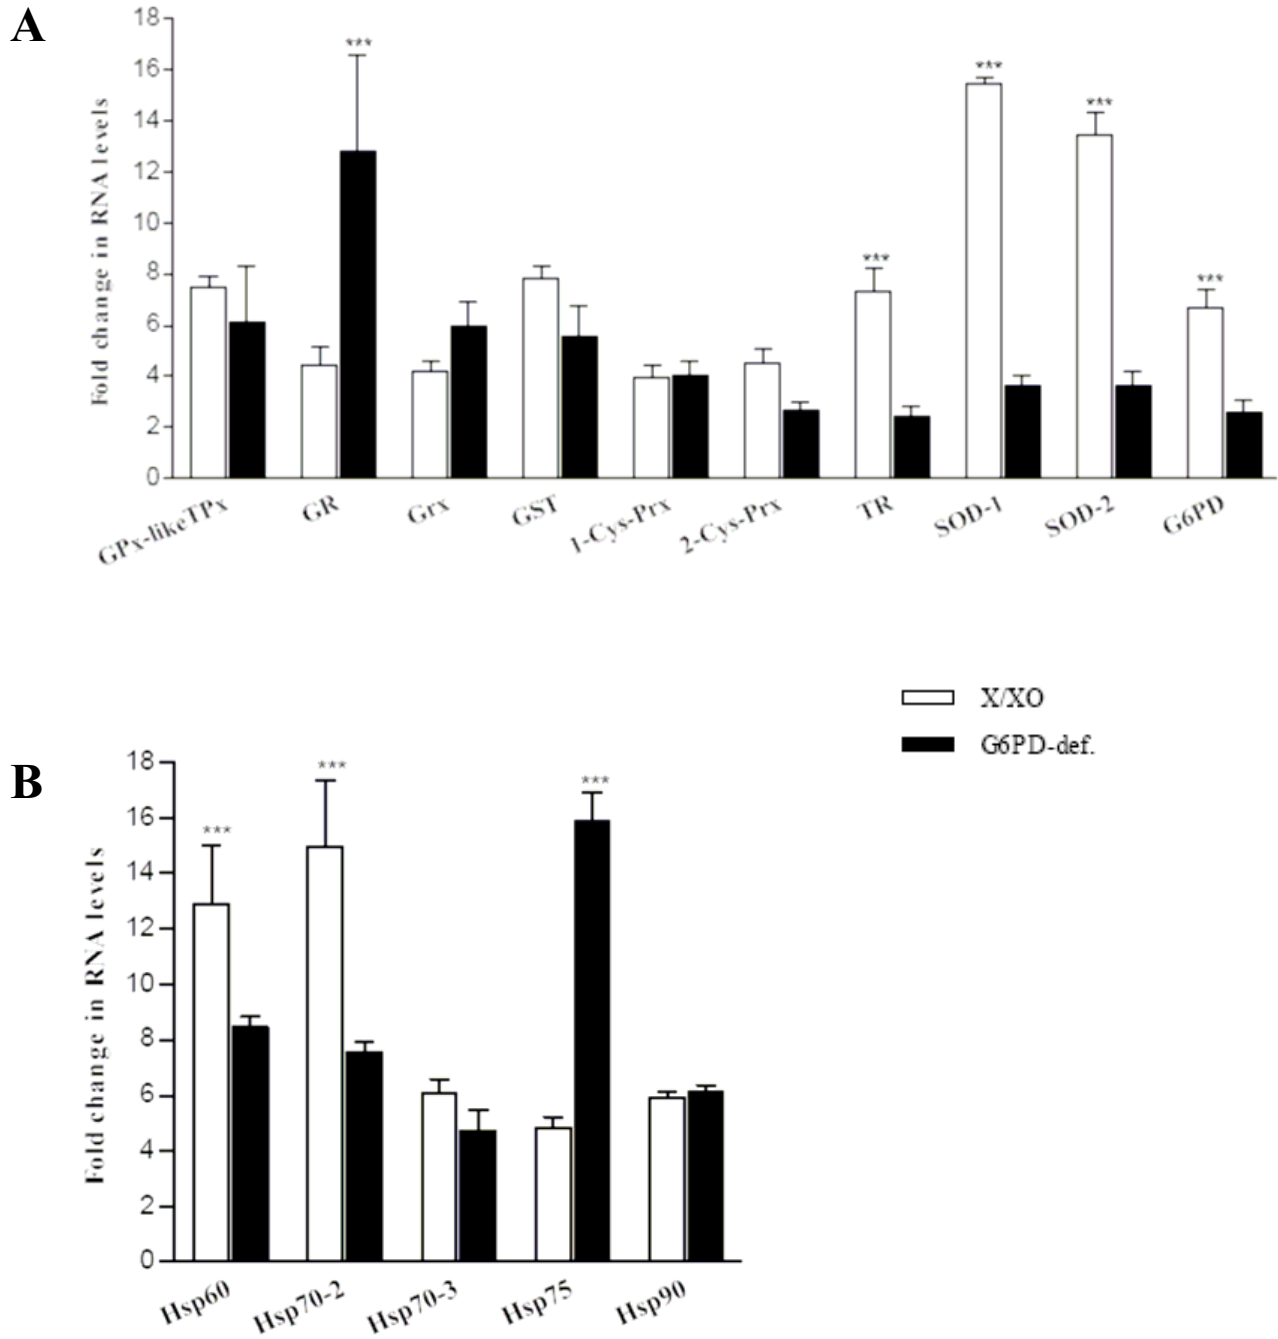 A
Fold change in RNA levels
18
16
14
12
10
8
6
4
2
0
***
***
***
***
***
GPx-likeTPx
GR
Grx
GST
1-Cys-Prx
2-Cys-Prx
TR
SOD-1
SOD-2
G6PD
X/XO
G6PD-def.
B
Fold change in RNA levels
18
16
14
12
10
8
6
4
2
0
***
***
***
Hsp60
Hsp70-2
Hsp70-3
Hsp75
Hsp90